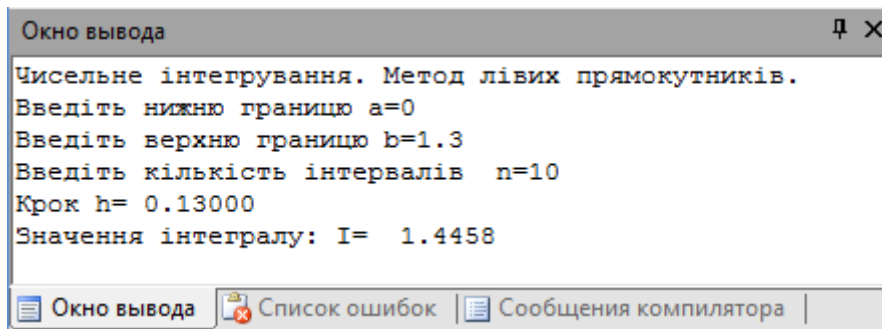 Окно вывода
Чисельне інтегрування. Метод лівих прямокутників.
Введіть нижню границю a=0
Введіть верхню границю b=1.3
Введіть кількість інтервалів  n=10
Крок h= 0.13000
Значення інтегралу: I=  1.4458
Окно вывода Список ошибок Сообщения компилятора